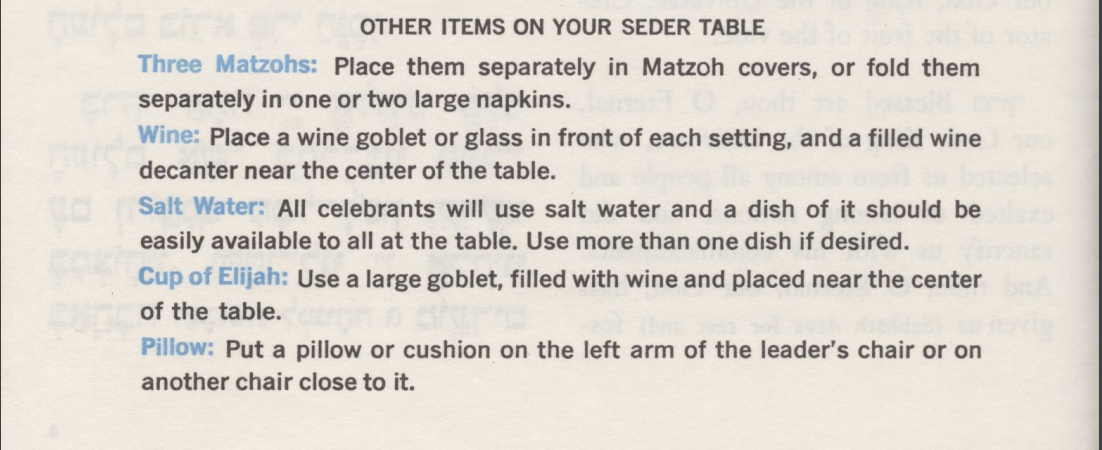 OTHER ITEMS ON YOUR SEDER TABLE
Three Matzohs: Place them separately in Matzoh covers, or fold them
separately in one or two large napkins.
Wine: Place a wine goblet or glass in front of each setting, and a filled wine
decanter near the center of the table.
Salt Water: All celebrants will use salt water and a dish of it should be
easily available to all at the table. Use more than one dish if desired.
Cup of Elijah: Use a large goblet, filled with wine and placed near the center
of the table.
Pillow: Put a pillow or cushion on the left arm of the leader's chair or on
another chair close to it.